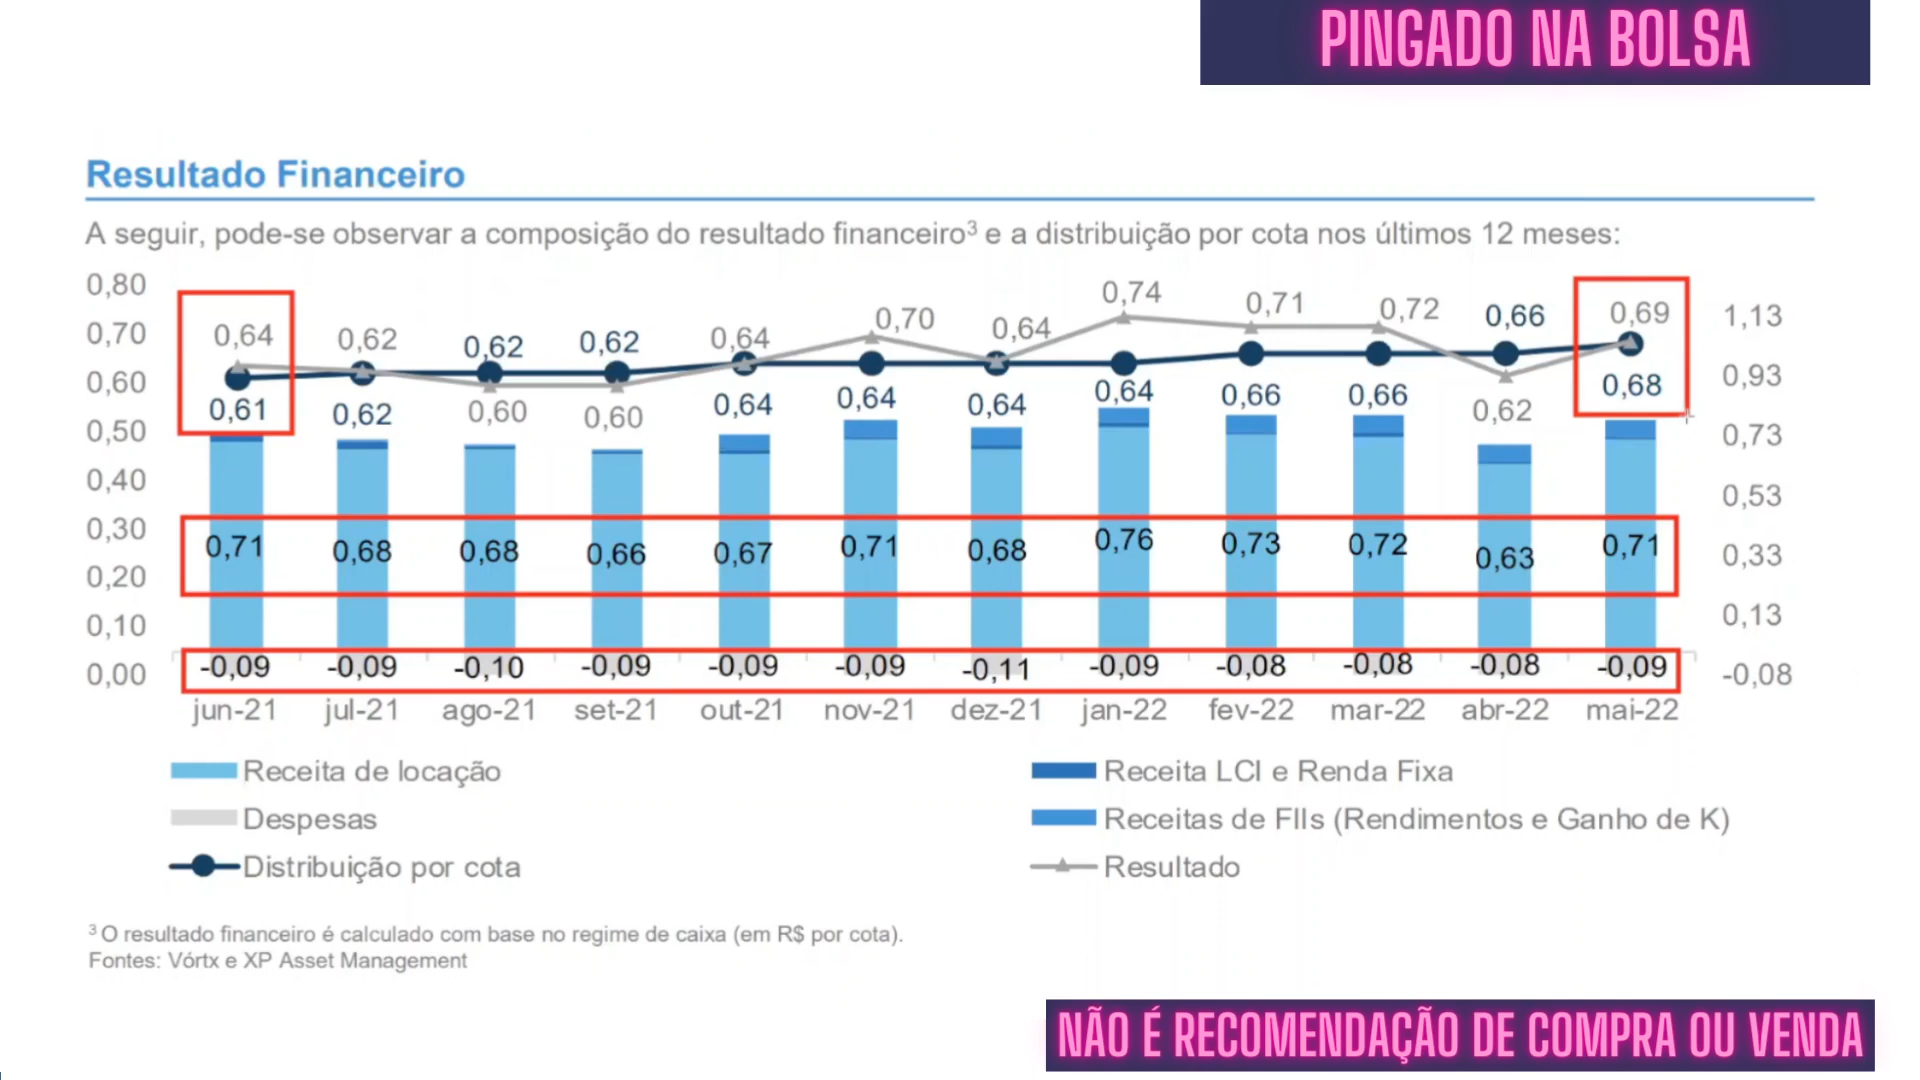 PINGADO NA BOLSA
Resultado Financeiro
A seguir, pode-se observar a composição do resultado financeiro³ e a distribuição por cota nos últimos 12 meses:
0,80
0,70
0,60
0,50
0,40
0,30
0,20
0,10
0,00
0,64 0,62 0,62 0,62 0,64 0,70 0,64 0,74 0,71 0,72 0,66 0,69
0,61 0,62 0,60 0,60 0,64 0,64 0,64 0,64 0,66 0,66 0,62 0,68
0,71 0,68 0,68 0,66 0,67 0,71 0,68 0,76 0,73 0,72 0,63 0,71
-0,09 -0,09 -0,10 -0,09 -0,09 -0,09 -0,11 -0,09 -0,08 -0,08 -0,08 -0,09
jun-21 jul-21 ago-21 set-21 out-21 nov-21 dez-21 jan-22 fev-22 mar-22 abr-22 mai-22
1,13
0,93
0,73
0,53
0,33
0,13
-0,08
Receita de locação
Receita LCI e Renda Fixa
Despesas
Receitas de FIIs (Rendimentos e Ganho de K)
Distribuição por cota
Resultado
³ O resultado financeiro é calculado com base no regime de caixa (em R$ por cota).
Fontes: Vórtx e XP Asset Management
NÃO É RECOMENDAÇÃO DE COMPRA OU VENDA